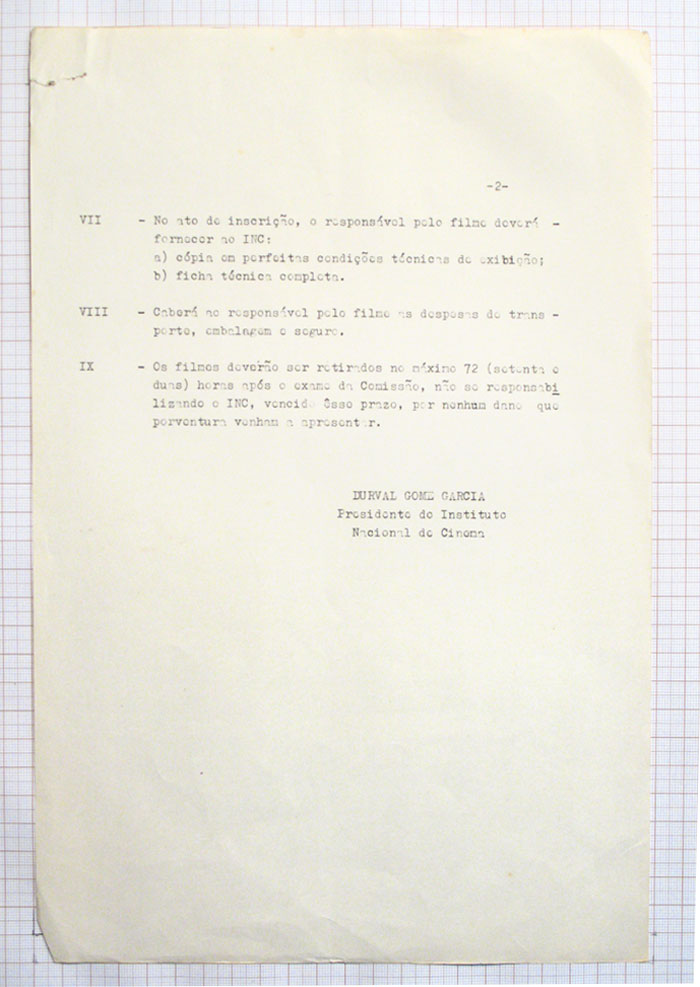 -2-
VII - No ato de inscrição, o responsável pelo filme deverá -
fornecer ao INC:
a) cópia em perfeitas condições técnicas de exibição;
b) ficha técnica completa.
VIII - Caberá ao responsável pelo filme as despesas de trans -
porte, embalagem e seguro.
IX - Os filmes deverão ser retirados no máximo 72 (setenta e
duas) horas após o exame da Comissão, não se responsabi
lizando o INC, vencido êsse prazo, por nenhum dano que
porventura venham a apresentar.
DURVAL GOME GARCIA
Presidente do Instituto
Nacional de Cinema